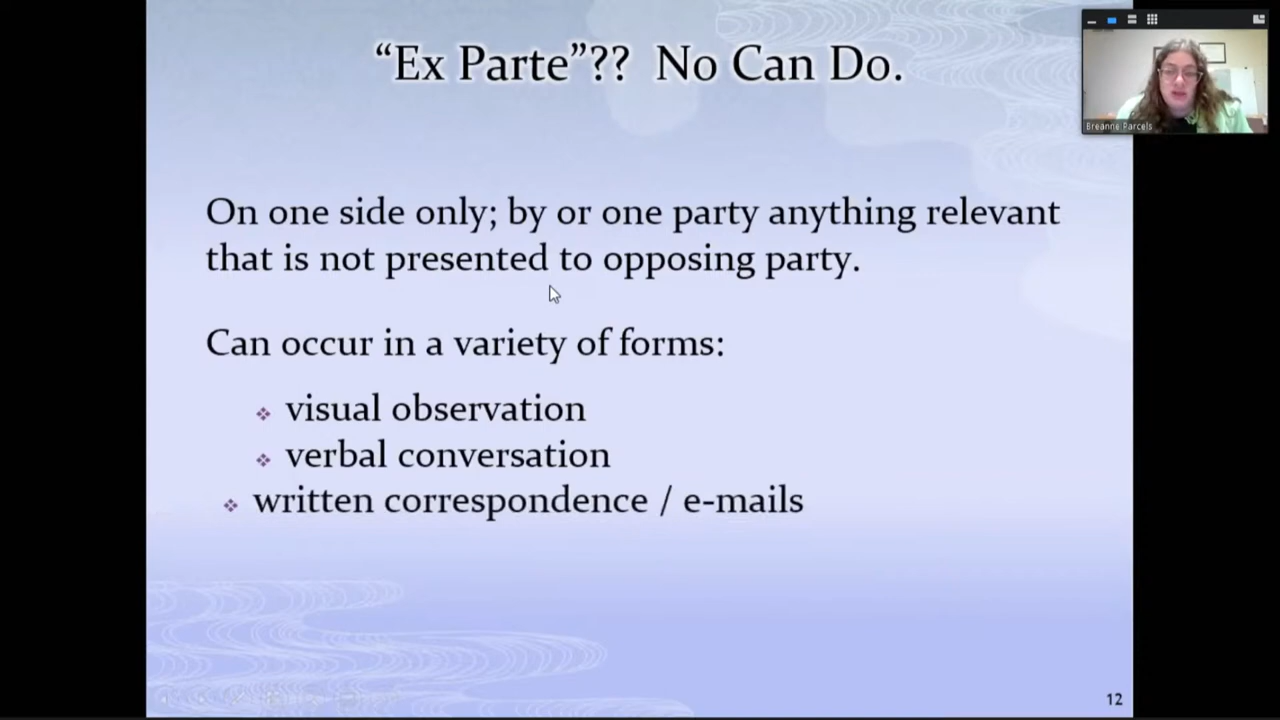 “Ex Parte”?? No Can Do.
Breanne Parcels
On one side only; by or one party anything relevant
that is not presented to opposing party.
Can occur in a variety of forms:
visual observation
verbal conversation
written correspondence / e-mails
12